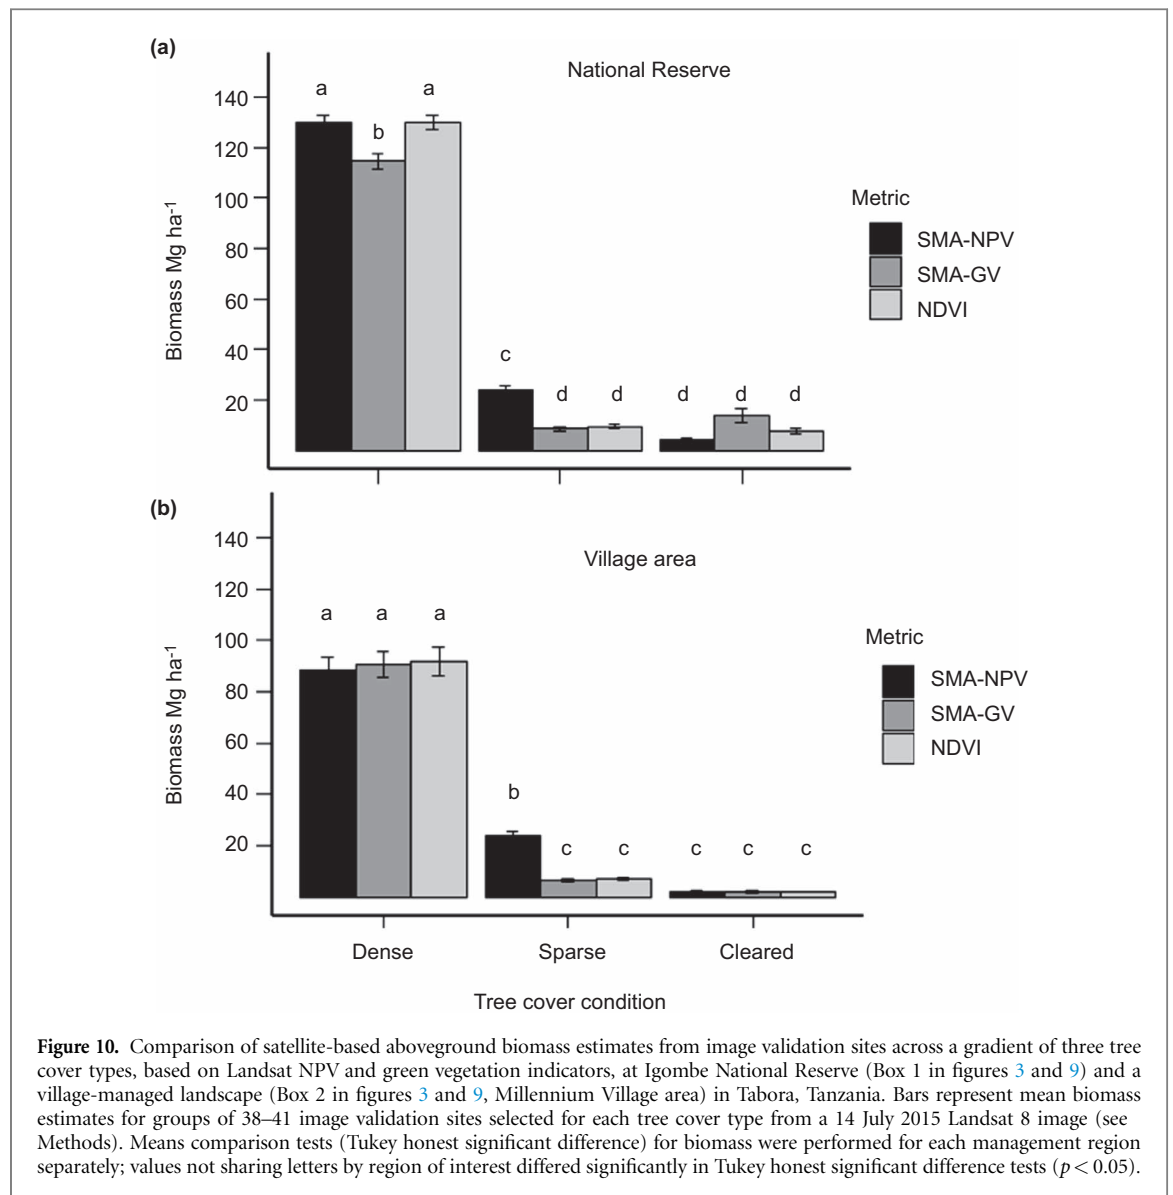 (a)
National Reserve
a
b
a
c
d
d
d
d
d
140
120
100
80
60
40
20
Biomass Mg ha-1
Metric
SMA-NPV
SMA-GV
NDVI
(b)
Village area
a
a
a
b
c
c
c
c
c
140
120
100
80
60
40
20
Biomass Mg ha-1
Metric
SMA-NPV
SMA-GV
NDVI
Dense
Sparse
Cleared
Tree cover condition
Figure 10. Comparison of satellite-based aboveground biomass estimates from image validation sites across a gradient of three tree
cover types, based on Landsat NPV and green vegetation indicators, at Igombe National Reserve (Box 1 in figures 3 and 9) and a
village-managed landscape (Box 2 in figures 3 and 9, Millennium Village area) in Tabora, Tanzania. Bars represent mean biomass
estimates for groups of 38–41 image validation sites selected for each tree cover type from a 14 July 2015 Landsat 8 image (see
Methods). Means comparison tests (Tukey honest significant difference) for biomass were performed for each management region
separately; values not sharing letters by region of interest differed significantly in Tukey honest significant difference tests (p < 0.05).